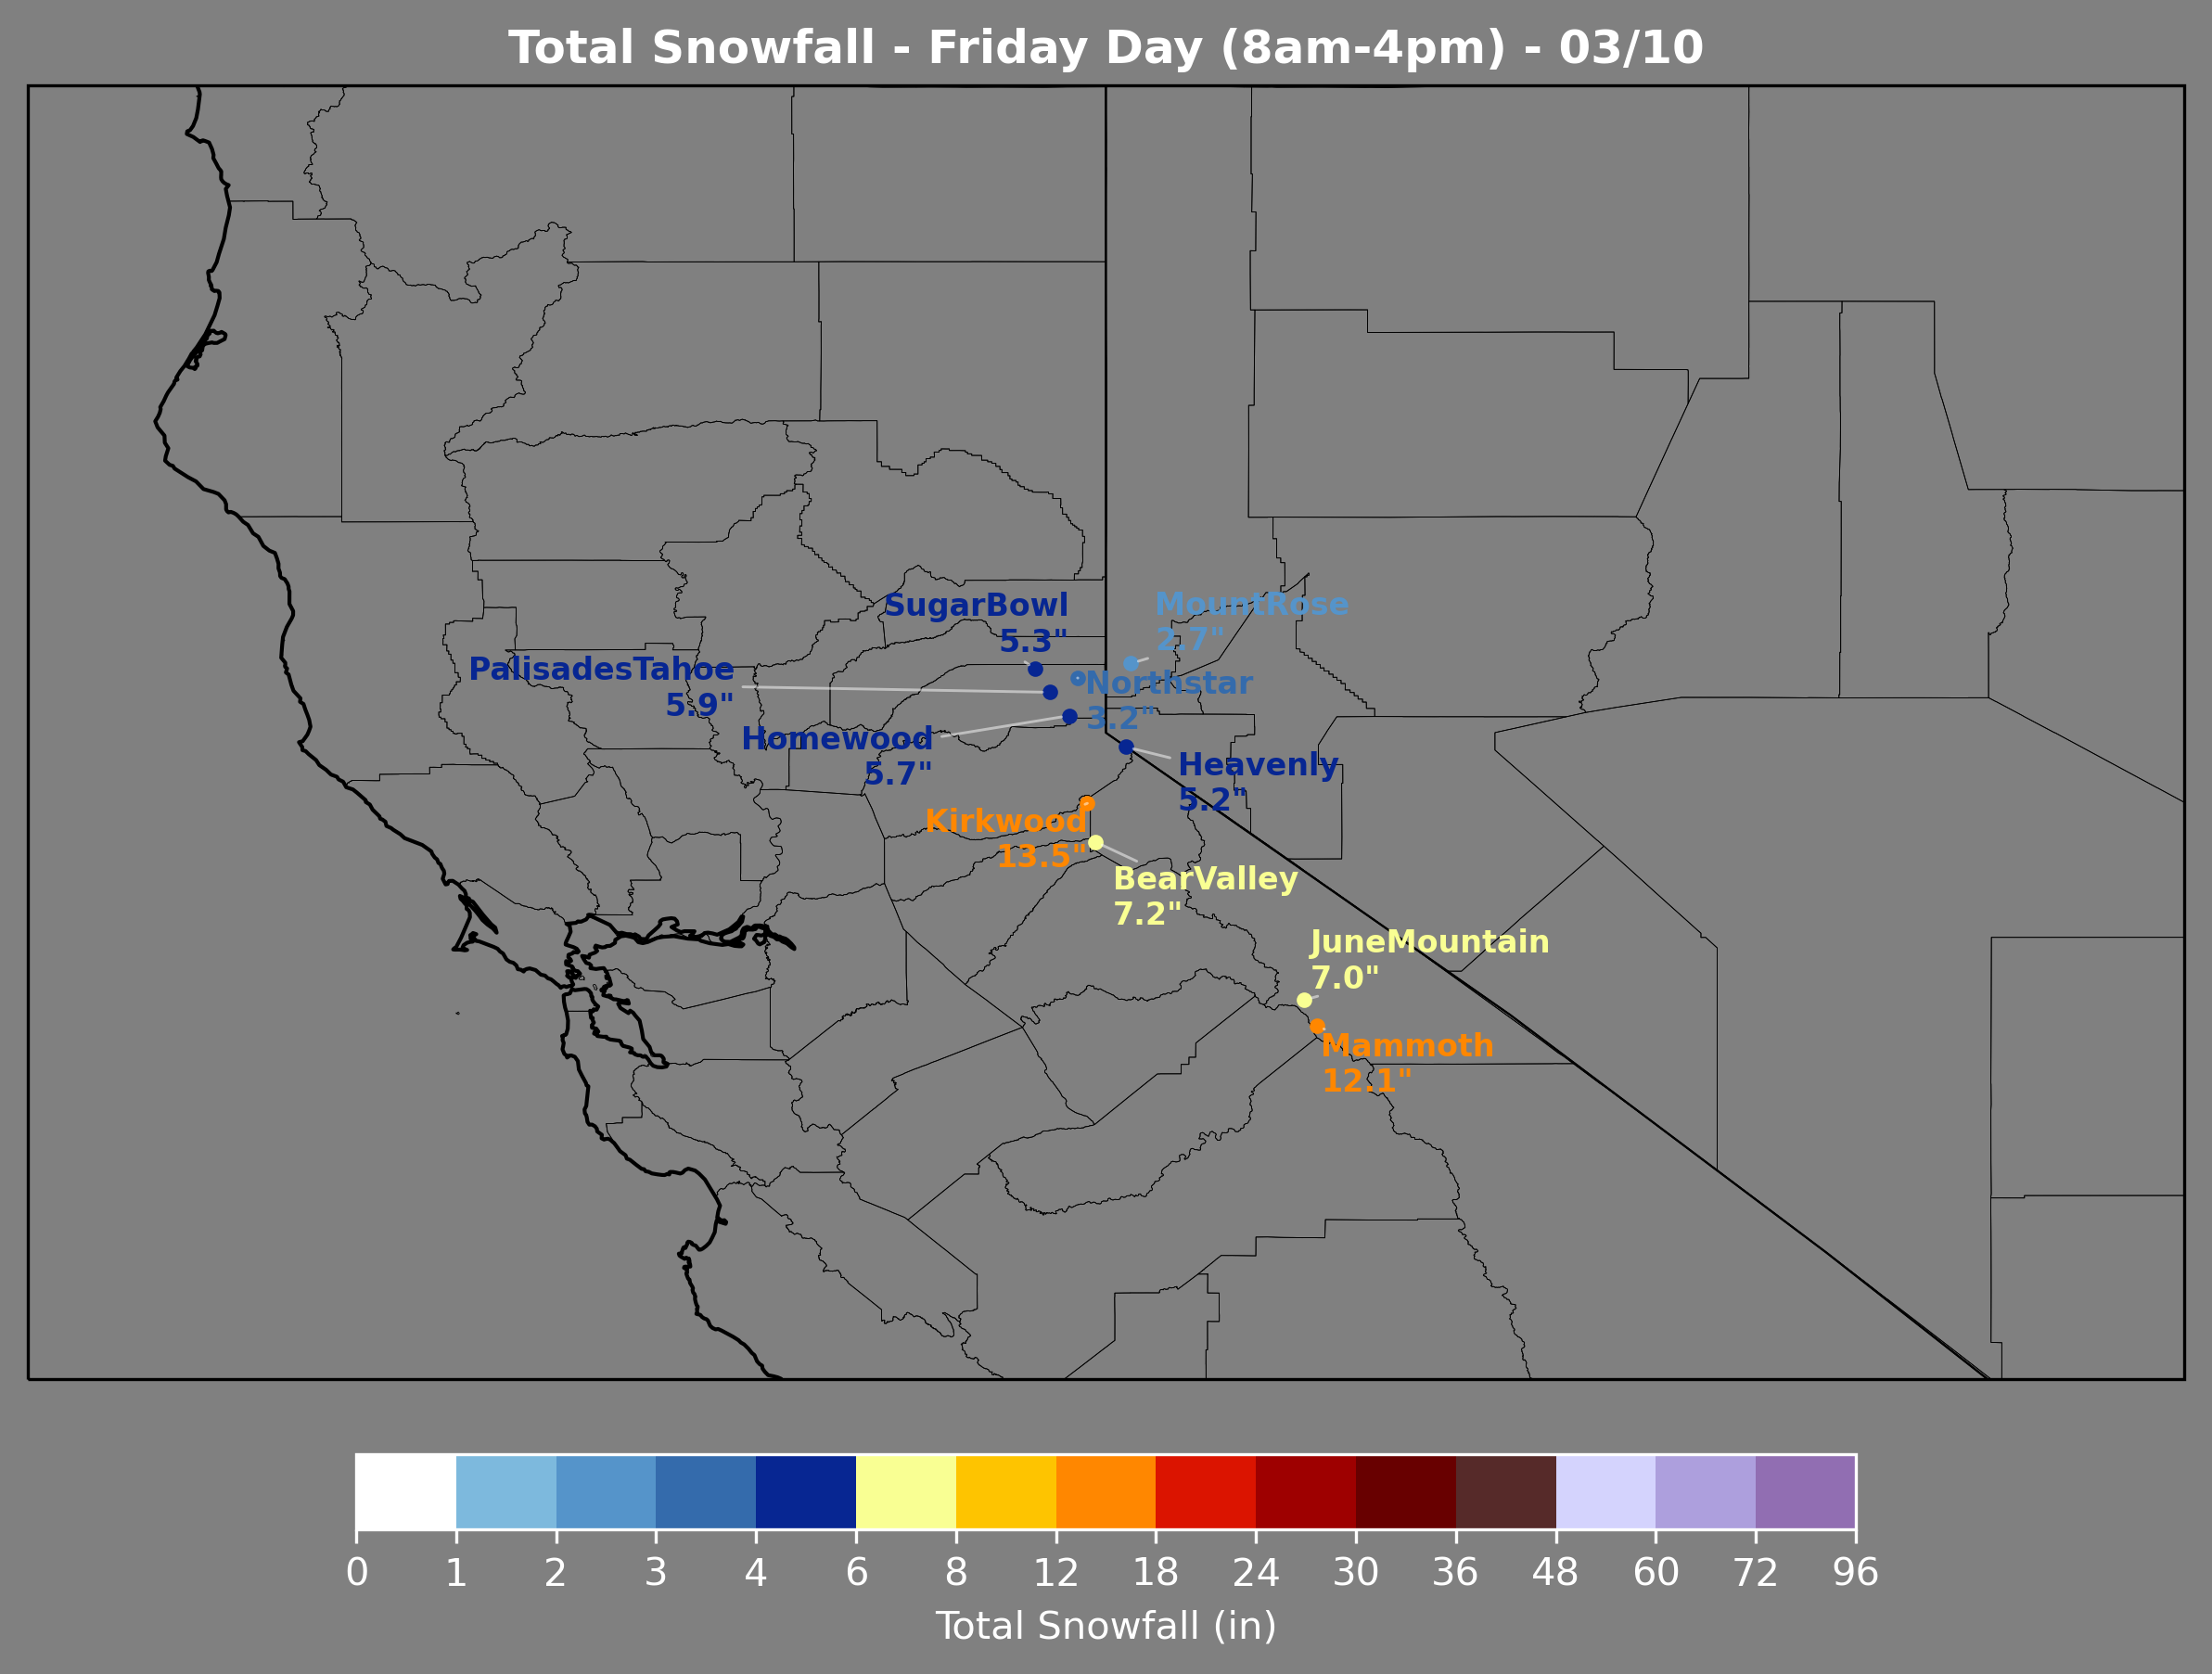 Total Snowfall - Friday Day (8am-4pm) - 03/10
SugarBowl
5.3"
MountRose
2.7"
PalisadesTahoe
5.9"
Northstar
3.2"
Homewood
5.7"
Heavenly
5.2"
Kirkwood
13.5"
BearValley
7.2"
JuneMountain
7.0"
Mammoth
12.1"
0 1 2 3 4 6 8 12 18 24 30 36 48 60 72 96
Total Snowfall (in)